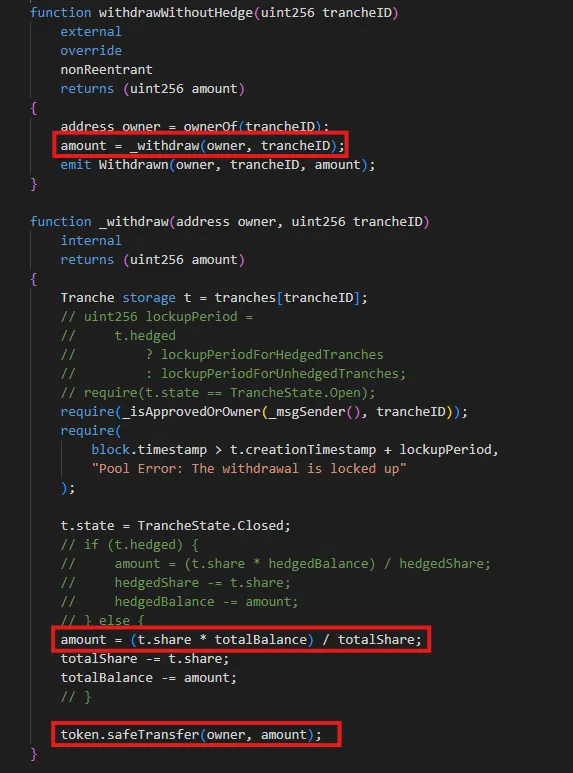 function withdrawWithoutHedge(uint256 trancheID)
    external
    override
    nonReentrant
    returns (uint256 amount)
{
    address owner = ownerOf(trancheID);
    amount = _withdraw(owner, trancheID);
    emit Withdrawn(owner, trancheID, amount);
}

function _withdraw(address owner, uint256 trancheID)
    internal
    returns (uint256 amount)
{
    Tranche storage t = tranches[trancheID];
    // uint256 lockupPeriod =
    //     t.hedged
    //         ? lockupPeriodForHedgedTranches
    //         : lockupPeriodForUnhedgedTranches;
    // require(t.state == TrancheState.Open);
    require(_isApprovedOrOwner(_msgSender(), trancheID));
    require(
        block.timestamp > t.creationTimestamp + lockupPeriod,
        "Pool Error: The withdrawal is locked up"
    );

    t.state = TrancheState.Closed;
    // if (t.hedged) {
    //     amount = (t.share * hedgedBalance) / hedgedShare;
    //     hedgedShare -= t.share;
    //     hedgedBalance -= amount;
    // } else {
    amount = (t.share * totalBalance) / totalShare;
    totalShare -= t.share;
    totalBalance -= amount;
    // }

    token.safeTransfer(owner, amount);
}